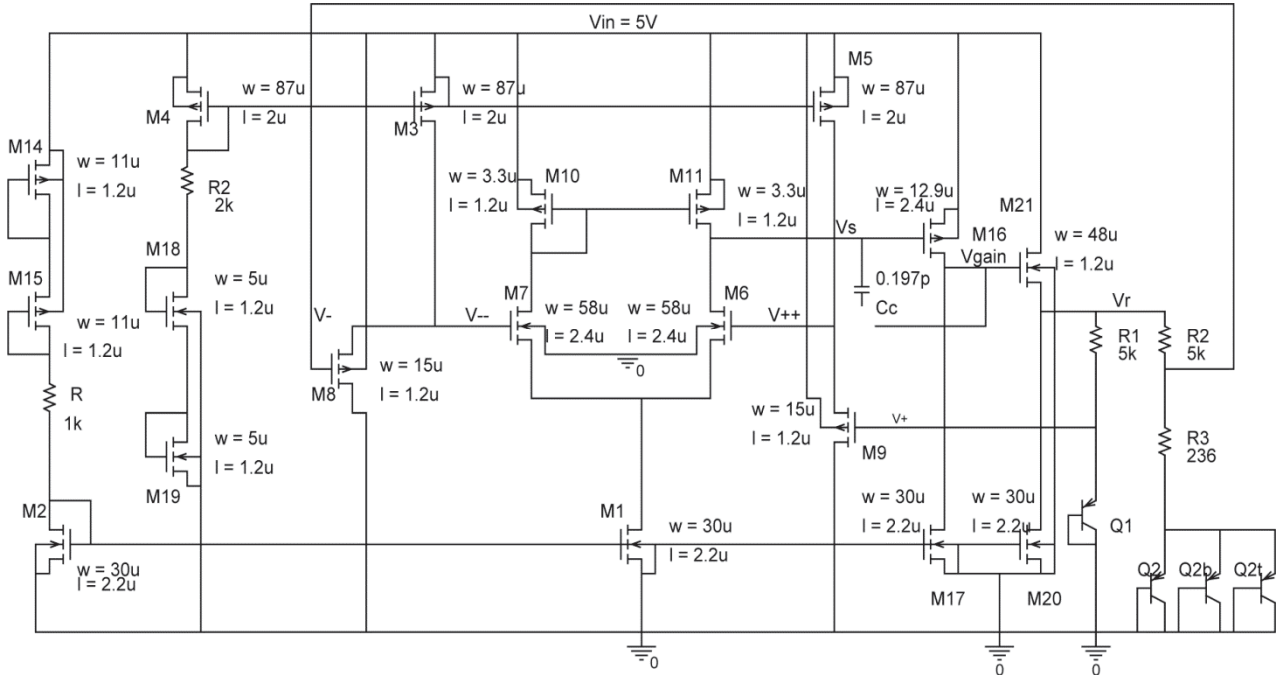 Vin = 5V
M5
w = 87u
l = 2u
M4
w = 87u
l = 2u
M3
w = 87u
l = 2u
M14
w = 11u
l = 1.2u
R2
2k
w = 3.3u
l = 1.2u
M10
M11
w = 3.3u
l = 1.2u
w = 12.9u
l = 2.4u
M16
M21
w = 48u
l = 1.2u
Vs
Vgain
M18
w = 5u
l = 1.2u
M15
w = 11u
l = 1.2u
V-
V--
M7
w = 58u
l = 2.4u
w = 58u
l = 2.4u
M6
V++
0.197p
Cc
Vr
R1
5k
R2
5k
0
R
1k
M8
w = 15u
l = 1.2u
w = 15u
l = 1.2u
M9
V+
R3
236
w = 5u
l = 1.2u
M19
M2
w = 30u
l = 2.2u
M1
w = 30u
l = 2.2u
w = 30u
l = 2.2u
M17
w = 30u
l = 2.2u
M20
Q1
Q2
Q2b
Q2t
0
0
0